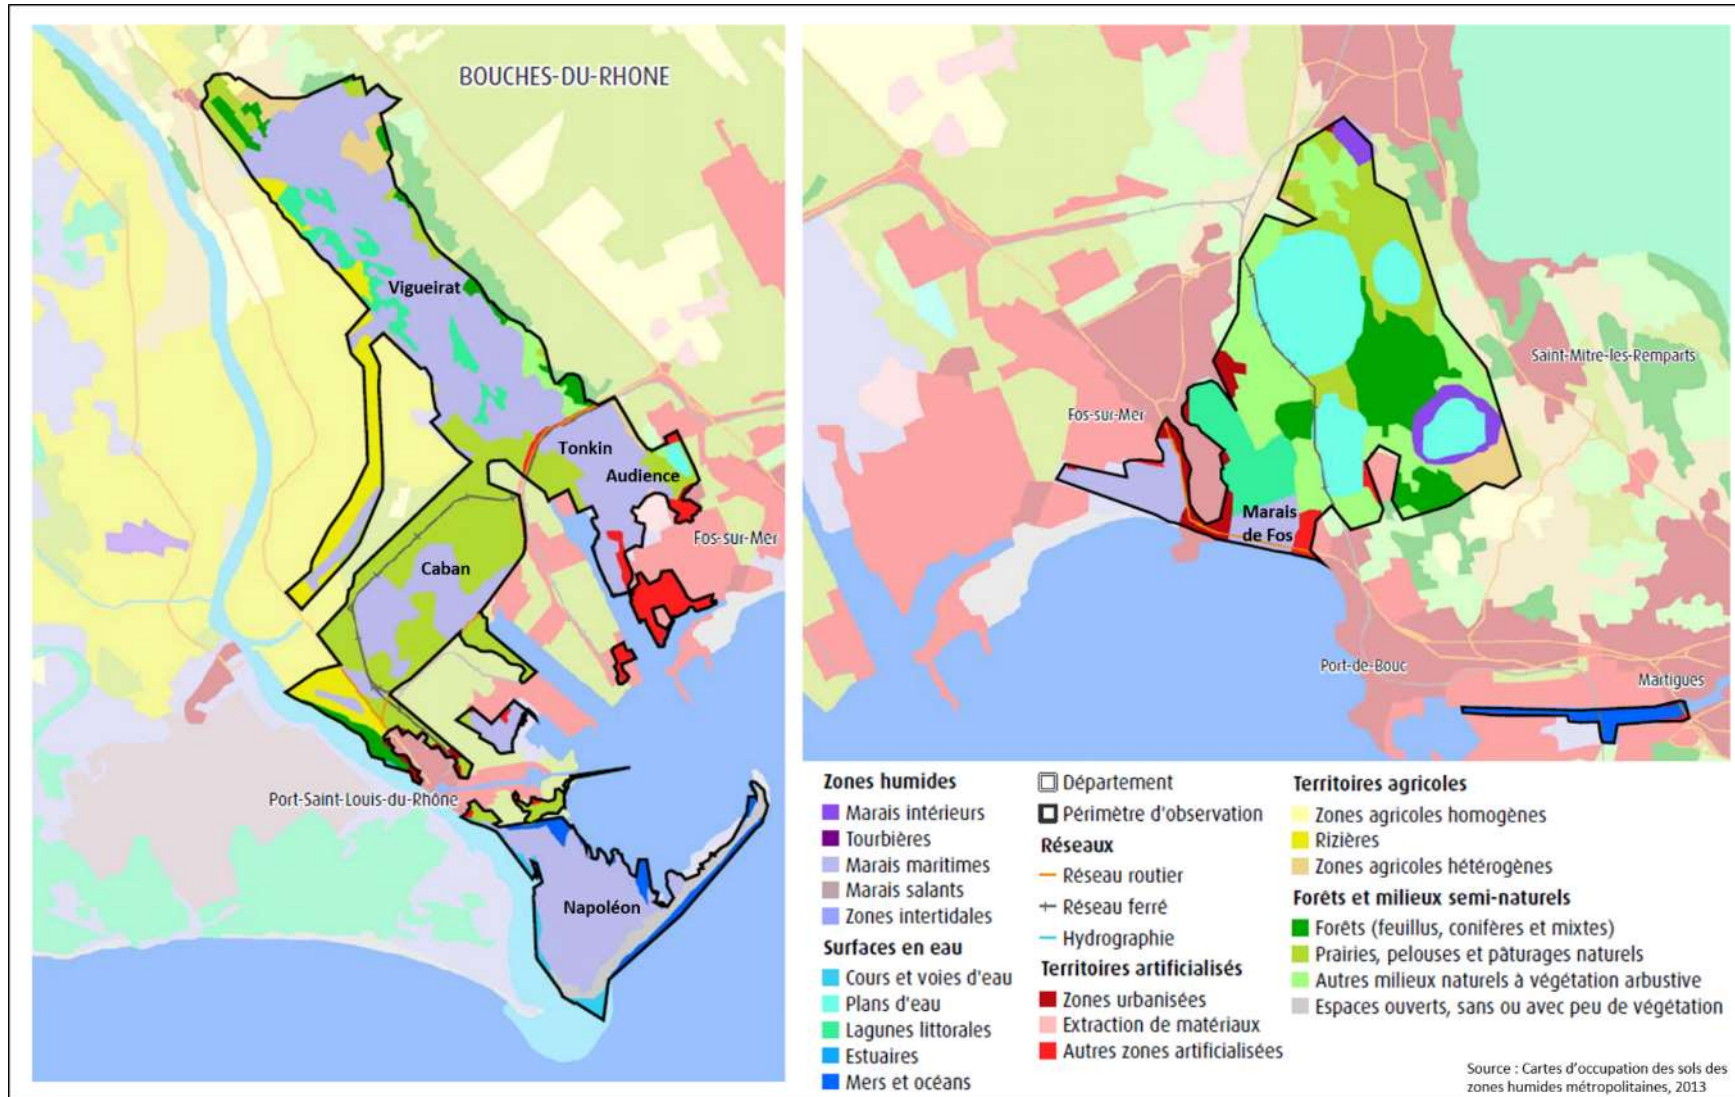 BOUCHES-DU-RHONE
Vigueirat
Tonkin
Audience
Fos-sur-Mer
Caban
Port-Saint-Louis-du-Rhône
Napoléon
Saint-Mitre-les-Remparts
Fos-sur-Mer
Marais
de Fos
Port-de-Bouc
Martigues
Zones humides
Marais intérieurs
Tourbières
Marais maritimes
Marais salants
Zones intertidales
Surfaces en eau
Cours et voies d'eau
Plans d'eau
Lagunes littorales
Estuaires
Mers et océans
Département
Périmètre d'observation
Réseaux
Réseau routier
Réseau ferré
Hydrographie
Territoires artificialisés
Zones urbanisées
Extraction de matériaux
Autres zones artificialisées
Territoires agricoles
Zones agricoles homogènes
Rizières
Zones agricoles hétérogènes
Forêts et milieux semi-naturels
Forêts (feuillus, conifères et mixtes)
Prairies, pelouses et pâturages naturels
Autres milieux naturels à végétation arbustive
Espaces ouverts, sans ou avec peu de végétation
Source : Cartes d'occupation des sols des
zones humides métropolitaines, 2013